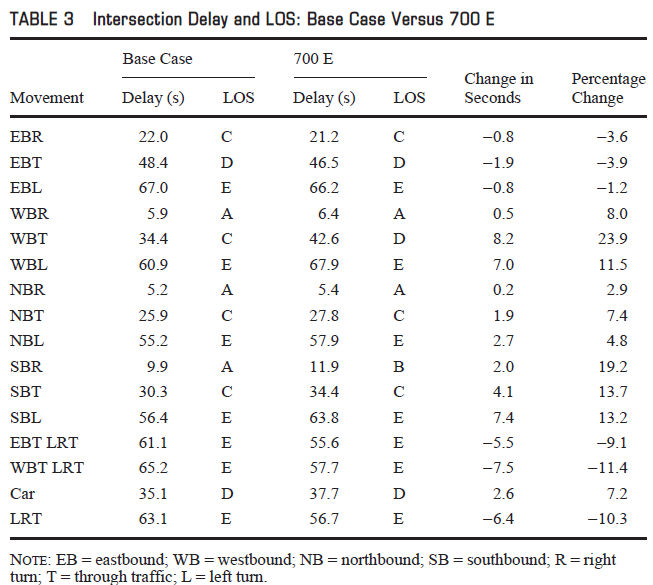 TABLE 3 Intersection Delay and LOS: Base Case Versus 700 E
Base Case 700 E
Movement Delay (s) LOS Delay (s) LOS Change in Seconds Percentage Change
EBR 22.0 C 21.2 C −0.8 −3.6
EBT 48.4 D 46.5 D −1.9 −3.9
EBL 67.0 E 66.2 E −0.8 −1.2
WBR 5.9 A 6.4 A 0.5 8.0
WBT 34.4 C 42.6 D 8.2 23.9
WBL 60.9 E 67.9 E 7.0 11.5
NBR 5.2 A 5.4 A 0.2 2.9
NBT 25.9 C 27.8 C 1.9 7.4
NBL 55.2 E 57.9 E 2.7 4.8
SBR 9.9 A 11.9 B 2.0 19.2
SBT 30.3 C 34.4 C 4.1 13.7
SBL 56.4 E 63.8 E 7.4 13.2
EBT LRT 61.1 E 55.6 E −5.5 −9.1
WBT LRT 65.2 E 57.7 E −7.5 −11.4
Car 35.1 D 37.7 D 2.6 7.2
LRT 63.1 E 56.7 E −6.4 −10.3
NOTE: EB = eastbound; WB = westbound; NB = northbound; SB = southbound; R = right
turn; T = through traffic; L = left turn.